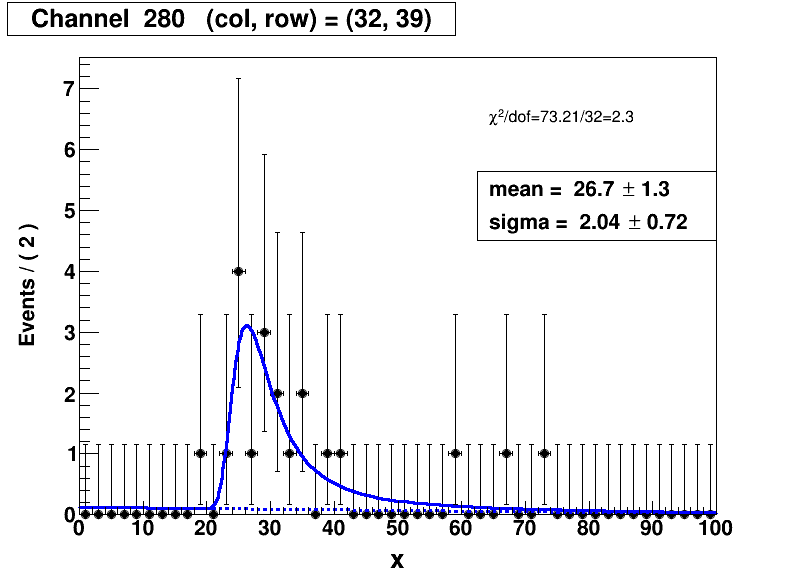 Channel 280 (col, row) = (32, 39)
χ²/dof=73.21/32=2.3
mean = 26.7 ± 1.3
sigma = 2.04 ± 0.72
Events / ( 2 )
7
6
5
4
3
2
1
0
0 10 20 30 40 50 60 70 80 90 100
x